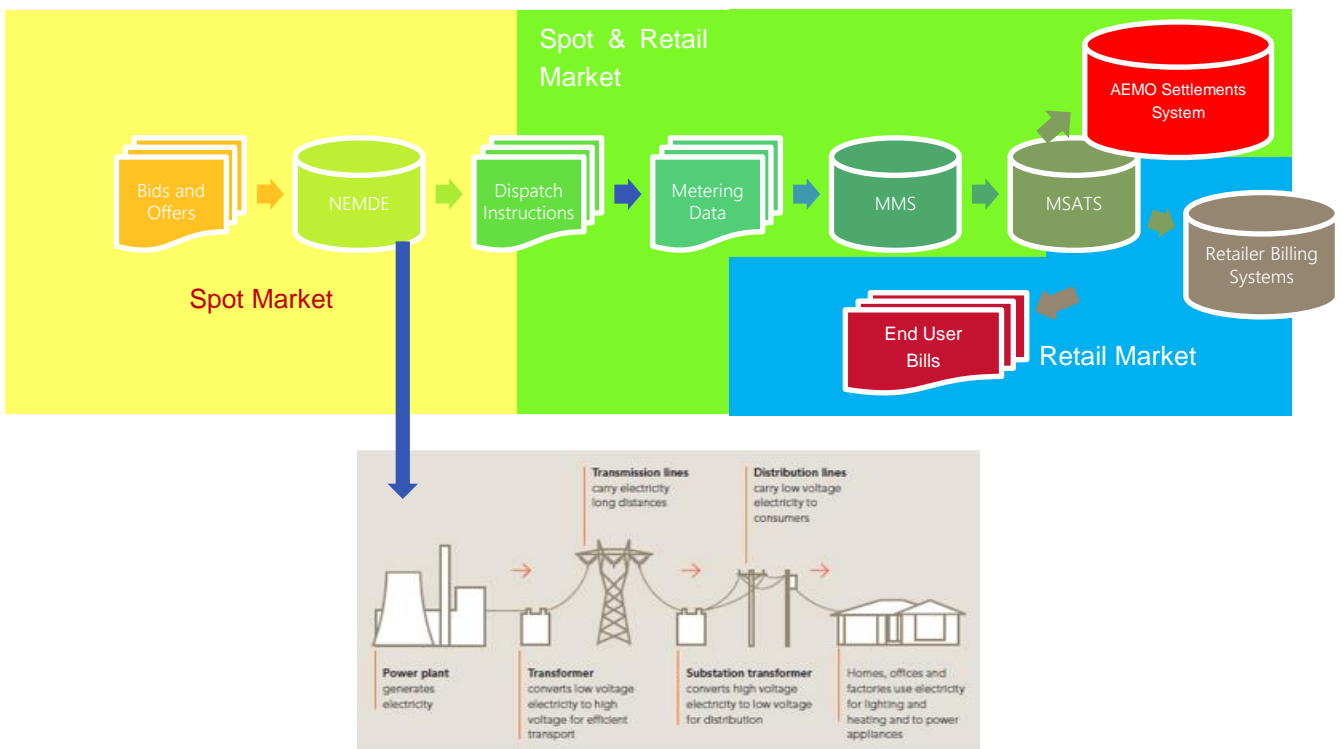 Spot & Retail
Market
AEMO Settlements
System
Bids and
Offers
NEMDE
Dispatch
Instructions
Metering
Data
MMS
MSATS
Retailer Billing
Systems
Spot Market
End User
Bills
Retail Market
Transmission lines
carry electricity
long distances
Distribution lines
carry low voltage
electricity to
consumers
Power plant
generates
electricity
Transformer
converts low voltage
electricity to high
voltage for efficient
transport
Substation transformer
converts high voltage
electricity to low voltage
for distribution
Homes, offices and
factories use electricity
for lighting and
heating and to power
appliances